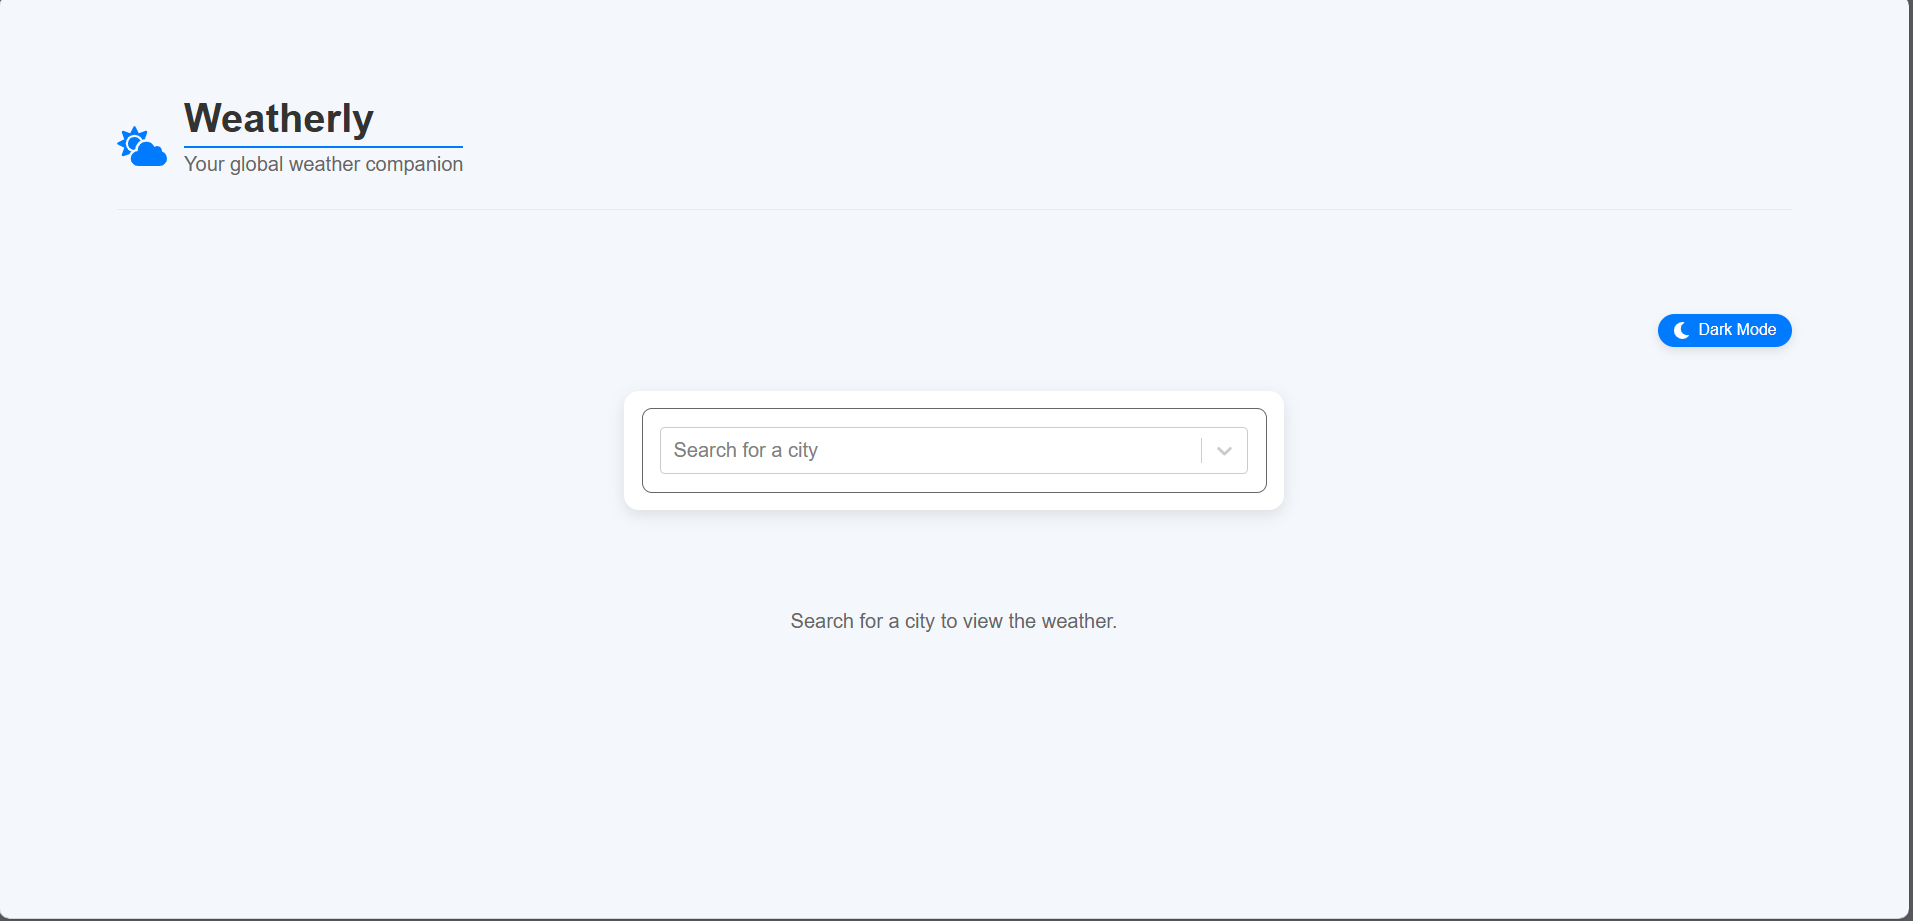 Weatherly
Your global weather companion
Dark Mode
Search for a city
Search for a city to view the weather.